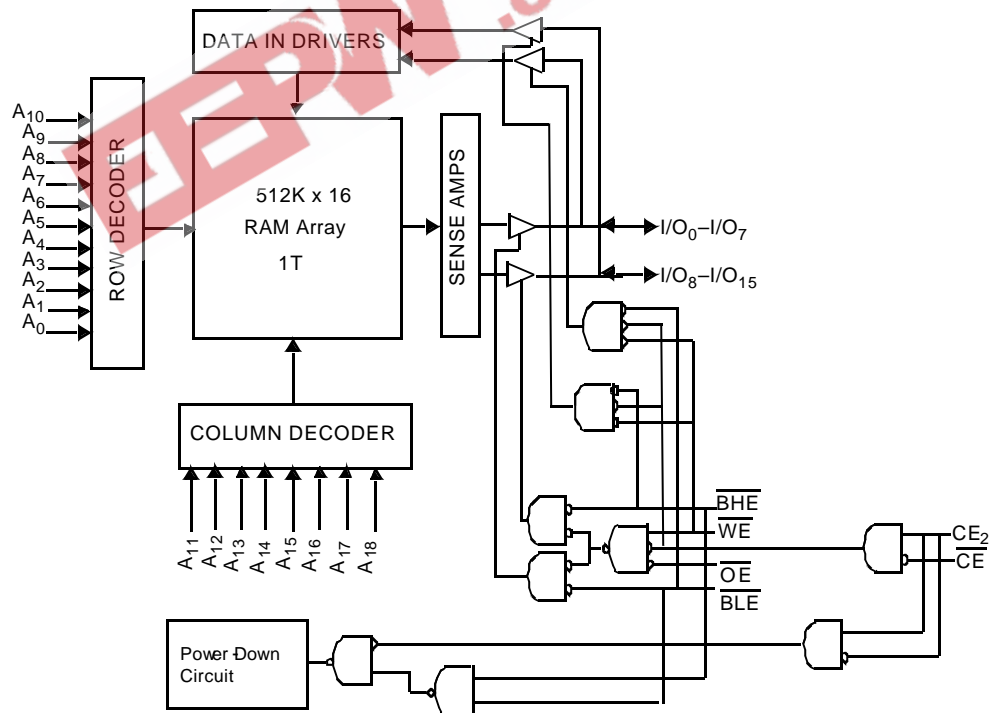 DATA IN DRIVERS
EEPW
A10
A9
A8
A7
A6
A5
A4
A3
A2
A1
A0
ROW DECODER
512K x 16
RAM Array
1T
SENSE AMPS
I/O0–I/O7
I/O8–I/O15
COLUMN DECODER
A11
A12
A13
A14
A15
A16
A17
A18
BHE
WE
OE
BLE
CE2
CE
Power-Down
Circuit